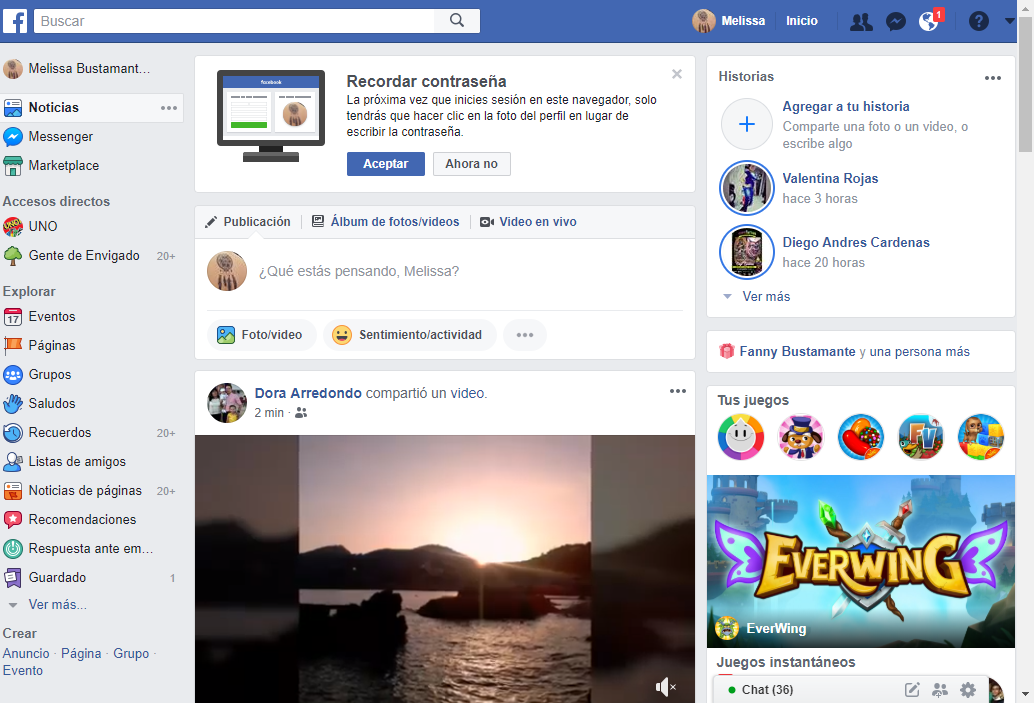 Buscar
Melissa
Inicio
1
Melissa Bustamant...
Noticias
Messenger
Marketplace
Accesos directos
UNO
Gente de Envigado 20+
Explorar
17 Eventos
Páginas
Grupos
Saludos
Recuerdos 20+
Listas de amigos
Noticias de páginas 20+
Recomendaciones
Respuesta ante em...
Guardado 1
Ver más...
Crear
Anuncio · Página · Grupo ·
Evento
facebook
Recordar contraseña
La próxima vez que inicies sesión en este navegador, solo
tendrás que hacer clic en la foto del perfil en lugar de
escribir la contraseña.
Aceptar
Ahora no
Publicación
Álbum de fotos/videos
Video en vivo
¿Qué estás pensando, Melissa?
Foto/video
Sentimiento/actividad
Dora Arredondo compartió un video.
2 min ·
Historias
Agregar a tu historia
Comparte una foto o un video, o
escribe algo
Valentina Rojas
hace 3 horas
Diego Andres Cardenas
hace 20 horas
Ver más
Fanny Bustamante y una persona más
Tus juegos
FV
EVERWING
EverWing
Juegos instantáneos
Chat (36)